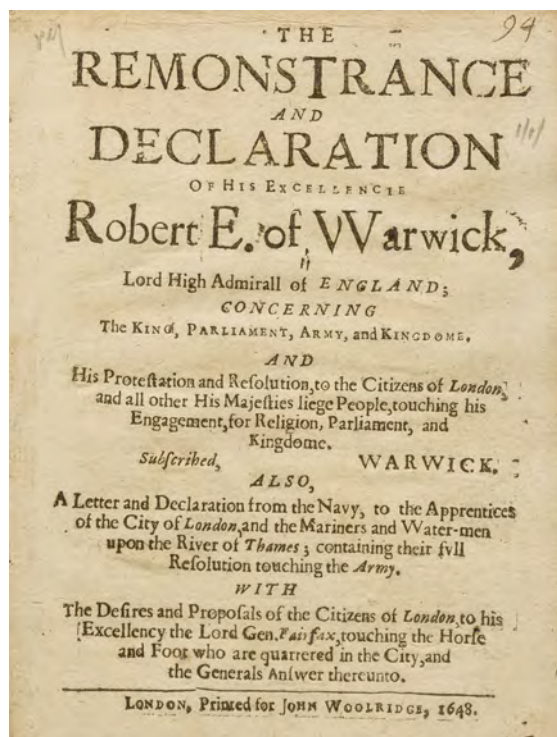 THE
94
REMONSTRANCE
AND
DECLARATION
OF HIS EXCELLENCIE
Robert E. of VVarwick,
Lord High Admirall of ENGLAND;
CONCERNING
The KING, PARLIAMENT, ARMY, and KINGDOME.
AND
His Proteſtation and Reſolution,to the Citizens of London,
and all other His Majeſties liege People,touching his
Engagement,for Religion, Parliament, and
Kingdome.
Subſcribed, WARWICK.
ALSO,
A Letter and Declaration from the Navy, to the Apprentices
of the City of London,and the Mariners and Water-men
upon the River of Thames; containing their fvll
Reſolution touching the Army.
WITH
The Deſires and Propoſals of the Citizens of London,to his
Excellency the Lord Gen. Fairfax,touching the Horſe
and Foot who are quarrered in the City,and
the Generals Anſwer thereunto.
LONDON, Printed for JOHN WOOLRIDGE, 1648.